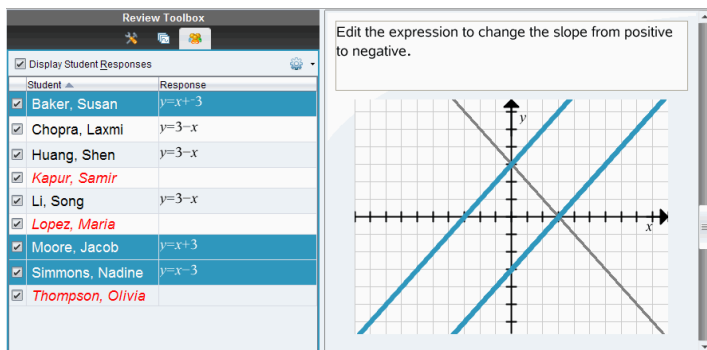 Review Toolbox
Display Student Responses
Student Response
Baker, Susan y=x+⁻3
Chopra, Laxmi y=3−x
Huang, Shen y=3−x
Kapur, Samir
Li, Song y=3−x
Lopez, Maria
Moore, Jacob y=x+3
Simmons, Nadine y=x−3
Thompson, Olivia
Edit the expression to change the slope from positive
to negative.
y
x